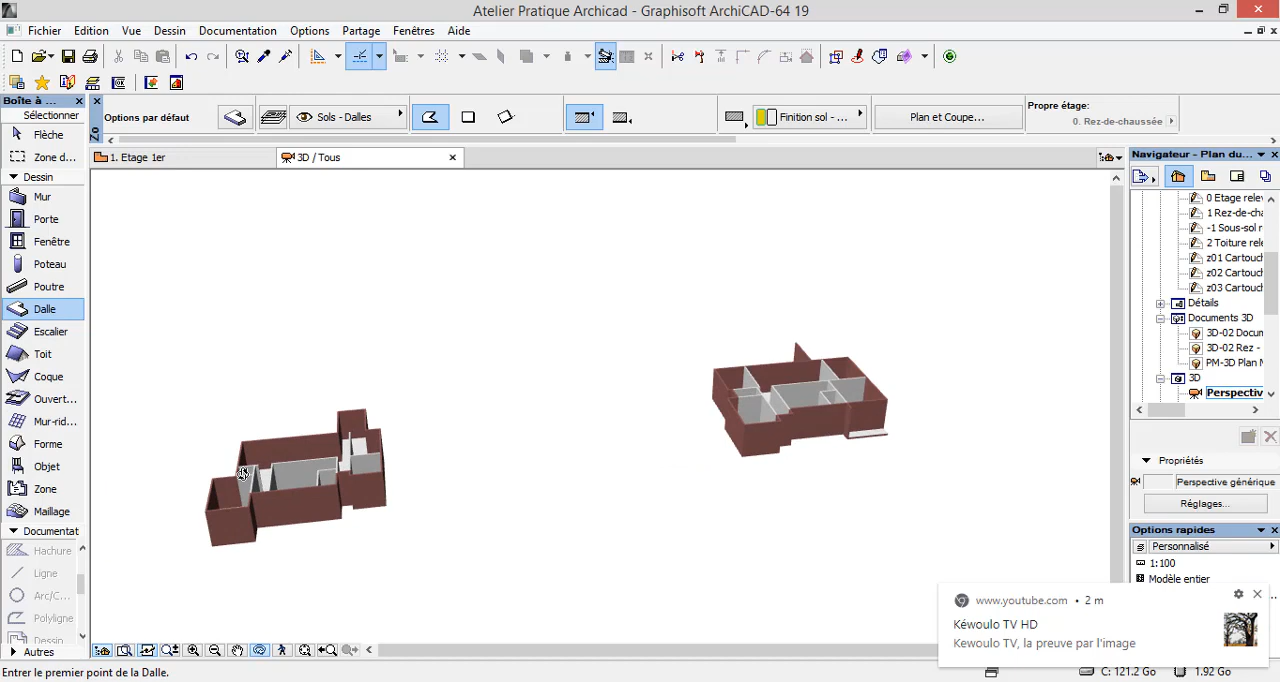 Atelier Pratique Archicad - Graphisoft ArchiCAD-64 19
Fichier Edition Vue Dessin Documentation Options Partage Fenêtres Aide
Boîte à ...
Sélectionner
Flèche
Zone d...
Dessin
Mur
Porte
Fenêtre
Poteau
Poutre
Dalle
Escalier
Toit
Coque
Ouvert...
Mur-rid...
Forme
Objet
Zone
Maillage
Documentat
Hachure
Ligne
Arc/C...
Polyligne
Dessin
Autres
Options par défaut
Sols - Dalles
Finition sol - ...
Plan et Coupe...
Propre étage:
0. Rez-de-chaussée
1. Etage 1er
3D / Tous
Navigateur - Plan du...
0 Etage relev
1 Rez-de-cha
-1 Sous-sol r
2 Toiture rele
z01 Cartouch
z02 Cartouch
z03 Cartouch
Détails
Documents 3D
3D-02 Docun
3D-02 Rez -
PM-3D Plan M
3D
Perspectiv
Propriétés
Perspective générique
Réglages...
Options rapides
Personnalisé
1:100
Modèle entier
www.youtube.com • 2 m
Kéwoulo TV HD
Kewoulo TV, la preuve par l'image
Entrer le premier point de la Dalle.
C: 121.2 Go
1.92 Go